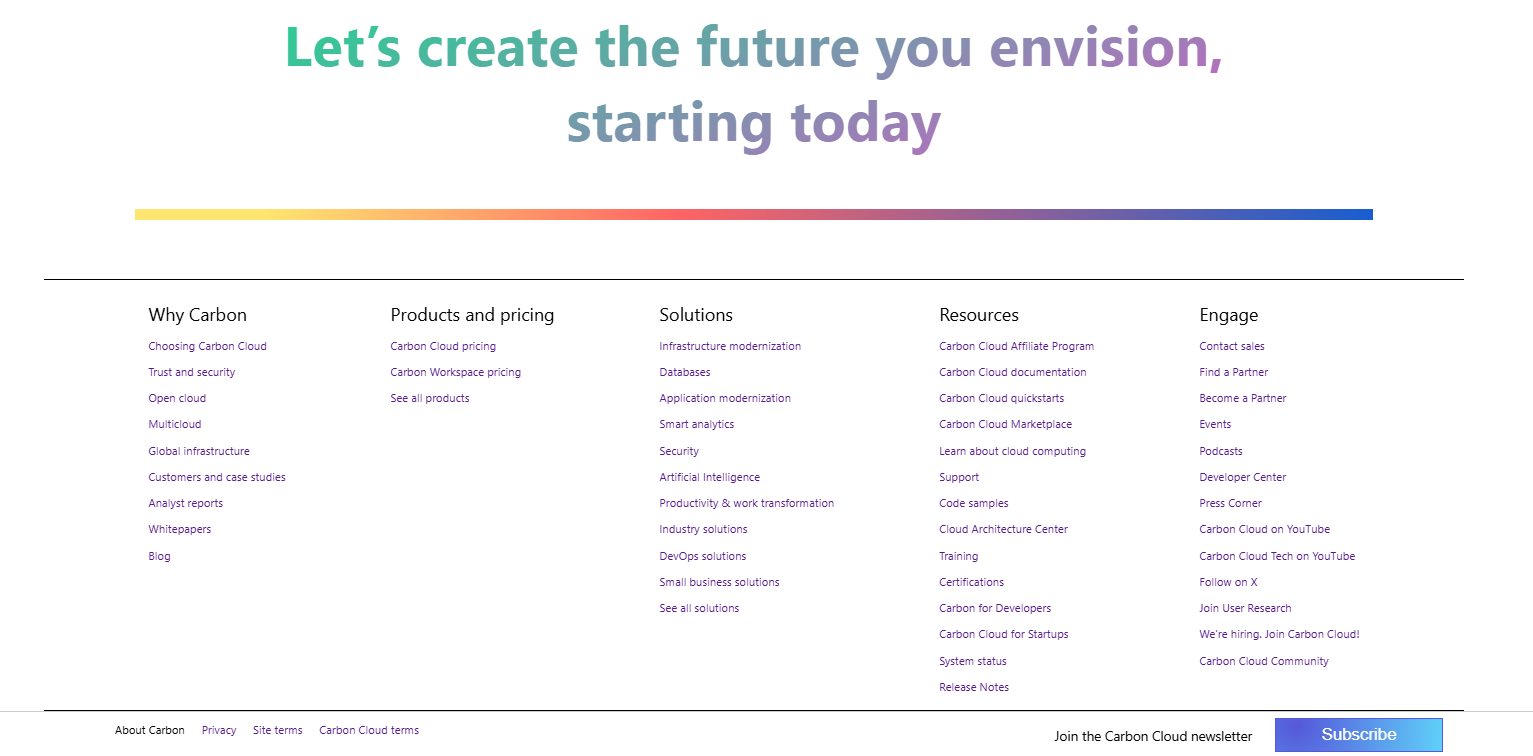 Let’s create the future you envision,
starting today
Why Carbon
Choosing Carbon Cloud
Trust and security
Open cloud
Multicloud
Global infrastructure
Customers and case studies
Analyst reports
Whitepapers
Blog
Products and pricing
Carbon Cloud pricing
Carbon Workspace pricing
See all products
Solutions
Infrastructure modernization
Databases
Application modernization
Smart analytics
Security
Artificial Intelligence
Productivity & work transformation
Industry solutions
DevOps solutions
Small business solutions
See all solutions
Resources
Carbon Cloud Affiliate Program
Carbon Cloud documentation
Carbon Cloud quickstarts
Carbon Cloud Marketplace
Learn about cloud computing
Support
Code samples
Cloud Architecture Center
Training
Certifications
Carbon for Developers
Carbon Cloud for Startups
System status
Release Notes
Engage
Contact sales
Find a Partner
Become a Partner
Events
Podcasts
Developer Center
Press Corner
Carbon Cloud on YouTube
Carbon Cloud Tech on YouTube
Follow on X
Join User Research
We're hiring. Join Carbon Cloud!
Carbon Cloud Community
About Carbon Privacy Site terms Carbon Cloud terms
Join the Carbon Cloud newsletter Subscribe